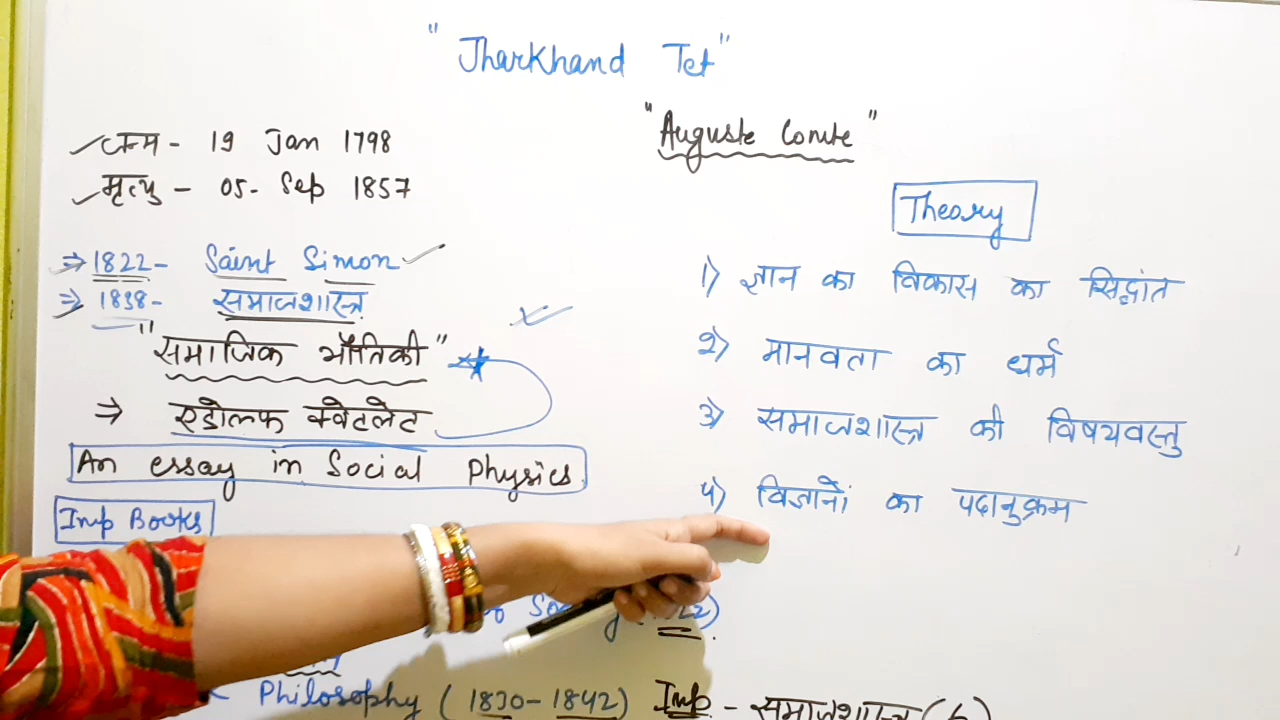 "Jharkhand Tet"
"Auguste Comte"
जन्म - 19 Jan 1798
मृत्यु - 05. Sep 1857
⇒ 1822 - Saint Simon
⇒ 1838 - समाजशास्त्र
"समाजिक भौतिकी"
⇒ एडोल्फ क्वेटलेट
An essay in Social Physics
Imp Books
Philosophy (1830-1842) Imp - समाजशास्त्र (6)
Theory
1) ज्ञान का विकास का सिद्धांत
2) मानवता का धर्म
3) समाजशास्त्र की विषयवस्तु
4) विज्ञानों का पदानुक्रम